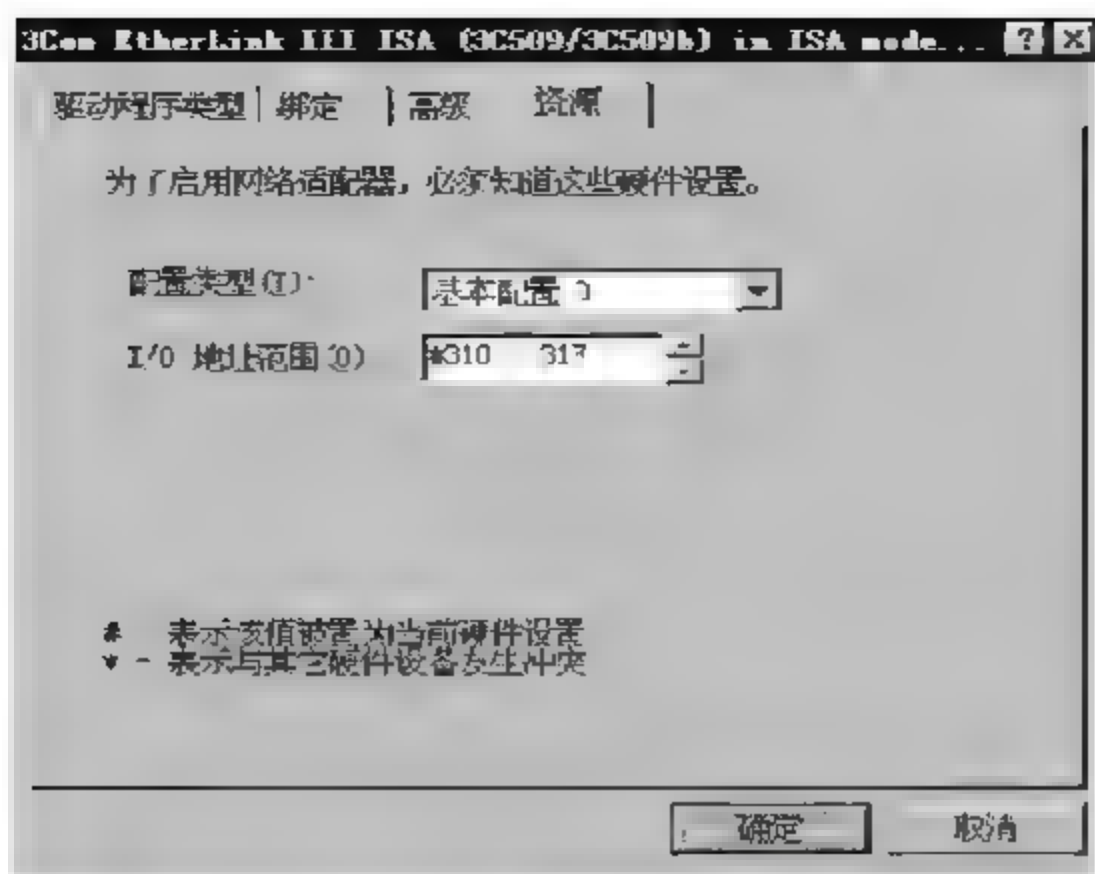 3Com EtherLink III ISA (3C509/3C509b) in ISA mode...
驱动程序类型 绑定 高级 资源
为了启用网络适配器，必须知道这些硬件设置。
配置类型(T): 基本配置 0
I/O 地址范围(O) *310 317
# 表示该值被置为当前硬件设置
* - 表示与其它硬件设备发生冲突
确定 取消